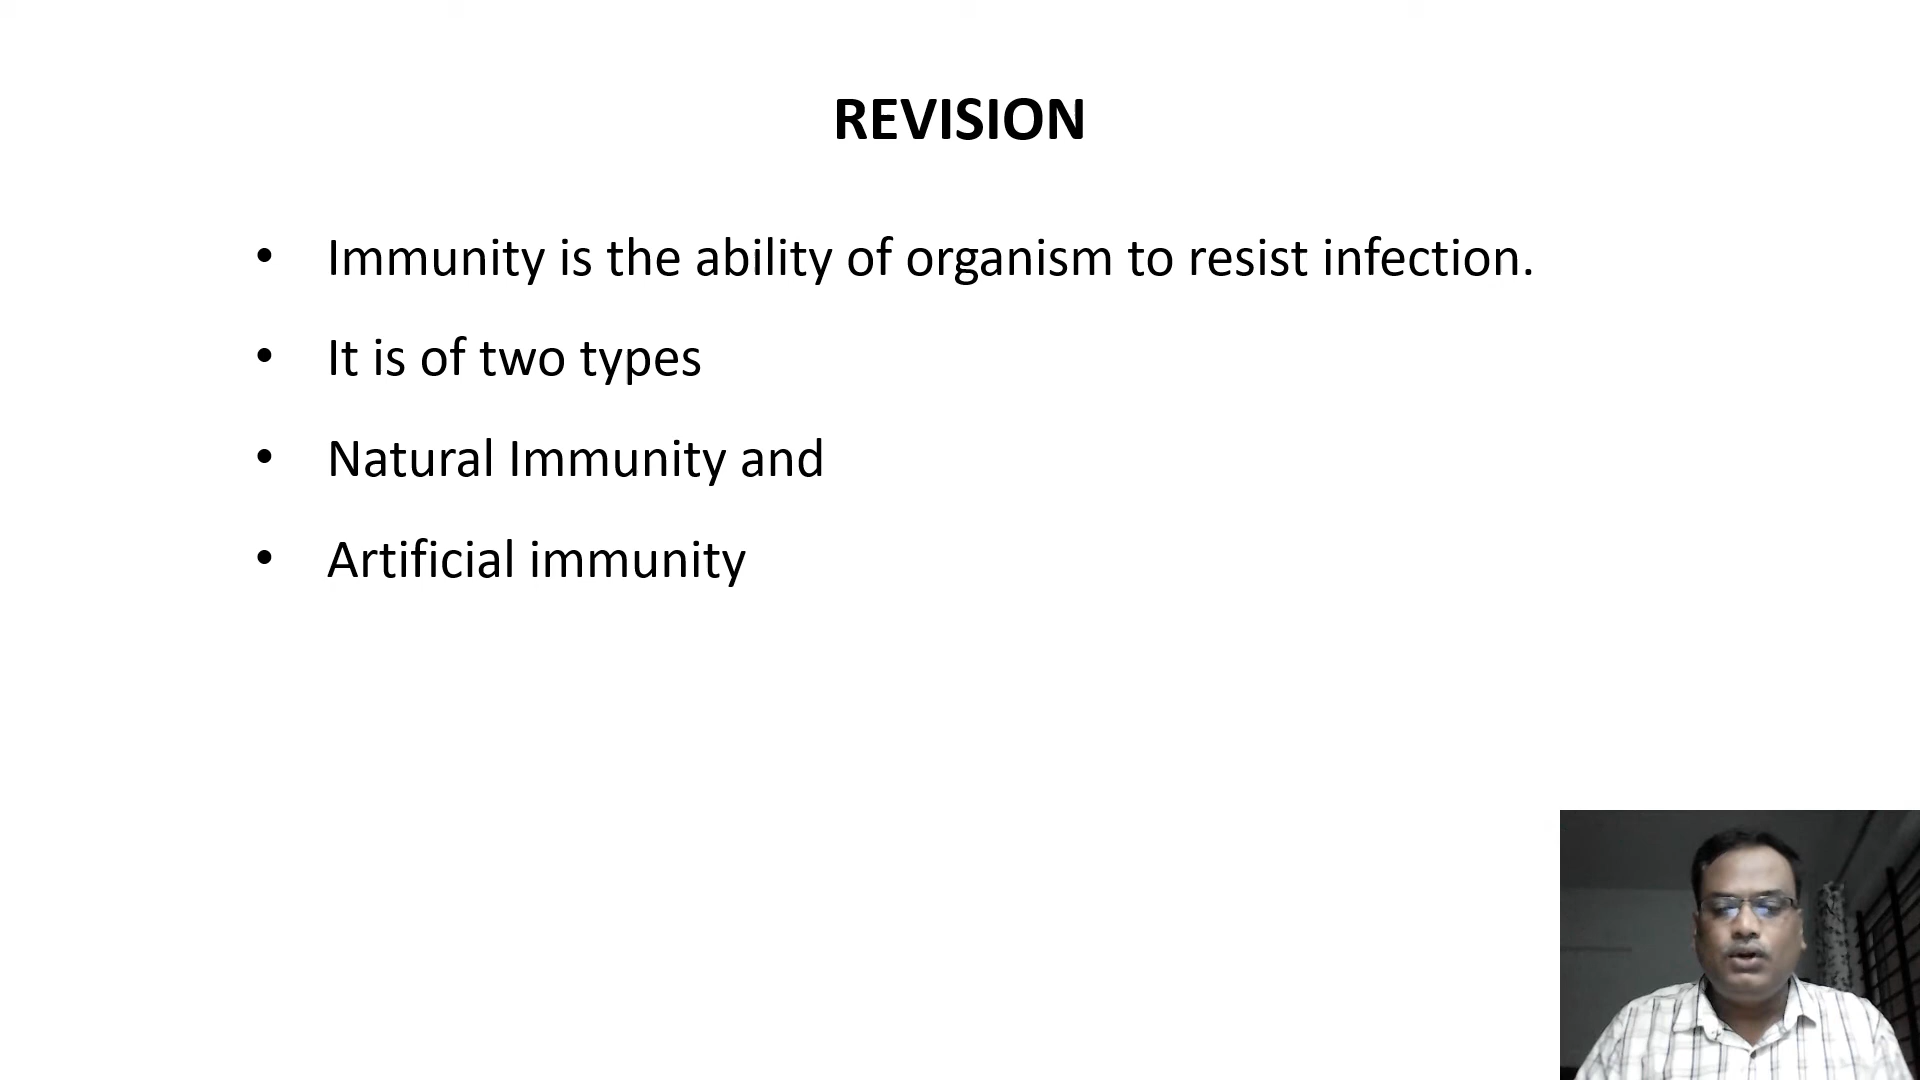 REVISION
• Immunity is the ability of organism to resist infection.
• It is of two types
• Natural Immunity and
• Artificial immunity